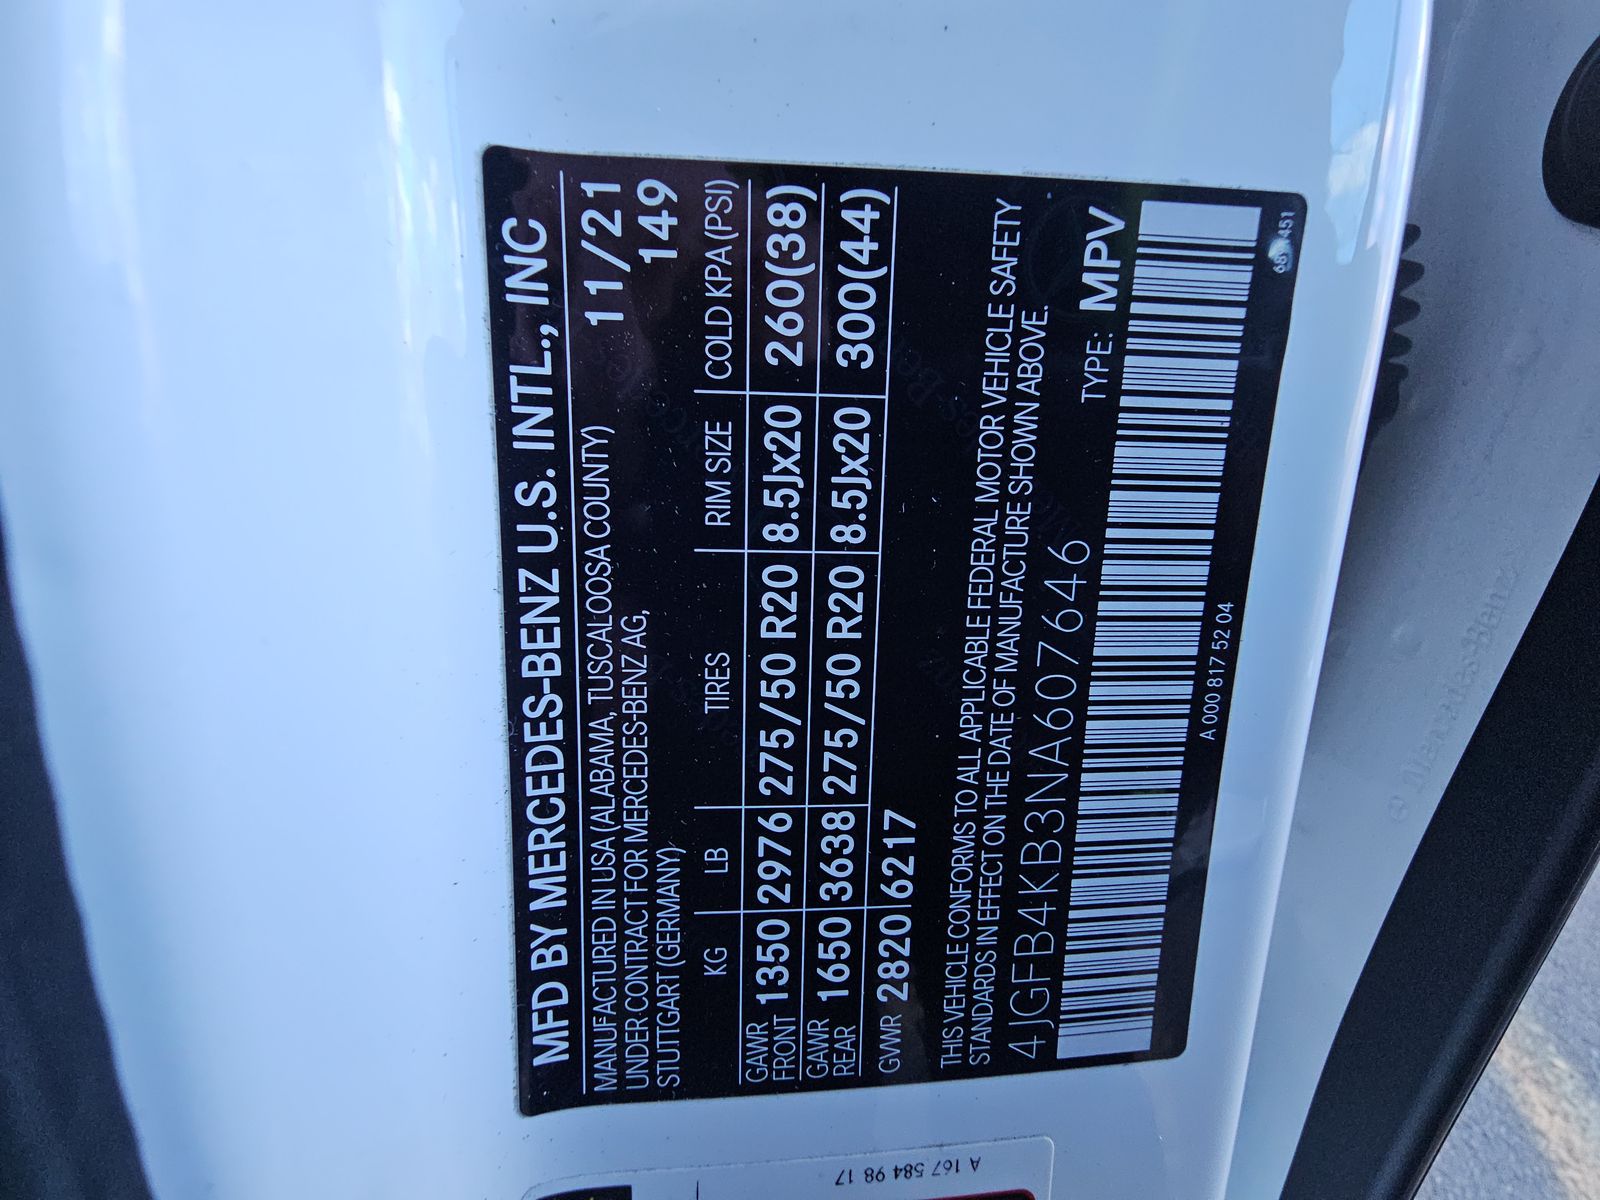 MFD BY MERCEDES-BENZ U.S. INTL., INC
MANUFACTURED IN USA (ALABAMA, TUSCALOOSA COUNTY) 11/21
UNDER CONTRACT FOR MERCEDES-BENZ AG, 149
STUTTGART (GERMANY)
KG LB TIRES RIM SIZE COLD KPA (PSI)
GAWR
FRONT 1350 2976 275/50 R20 8.5Jx20 260(38)
GAWR
REAR 1650 3638 275/50 R20 8.5Jx20 300(44)
GVWR 2820 6217
THIS VEHICLE CONFORMS TO ALL APPLICABLE FEDERAL MOTOR VEHICLE SAFETY
STANDARDS IN EFFECT ON THE DATE OF MANUFACTURE SHOWN ABOVE.
4JGFB4KB3NA607646 TYPE: MPV
A 000 817 52 04
A 167 584 98 17